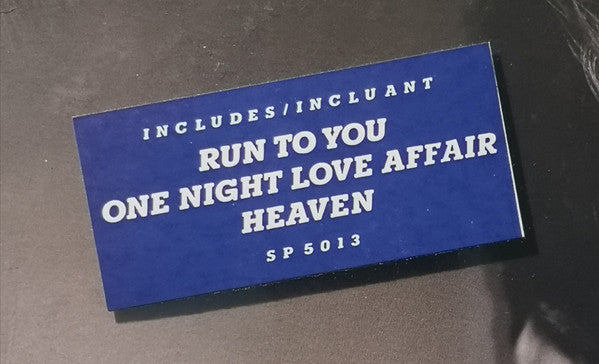 INCLUDES/INCLUANT
RUN TO YOU
ONE NIGHT LOVE AFFAIR
HEAVEN
SP 5013